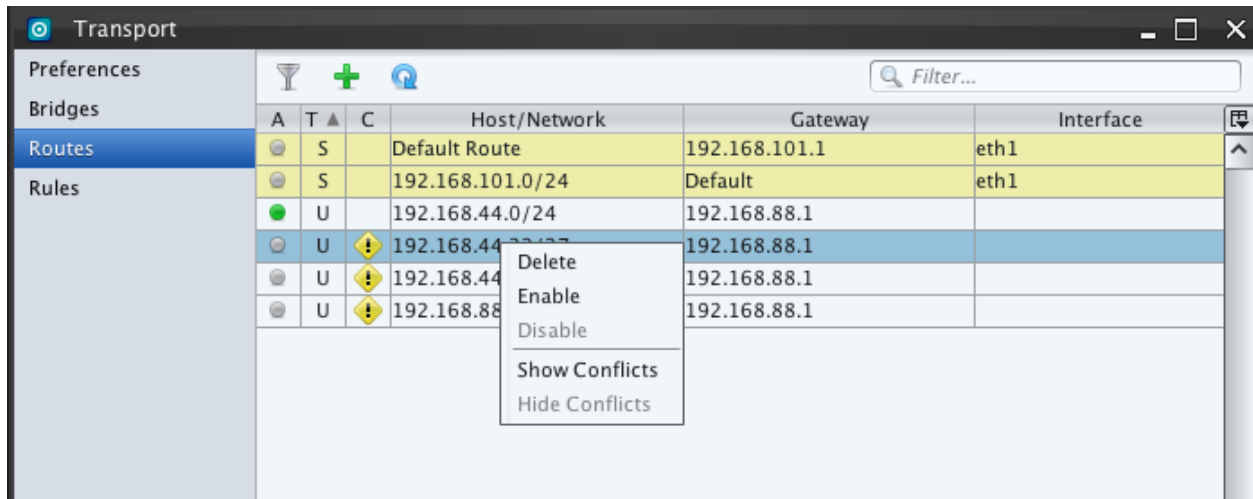 Transport
Preferences
Bridges
Routes
Rules
Filter...
A T C Host/Network Gateway Interface
S Default Route 192.168.101.1 eth1
S 192.168.101.0/24 Default eth1
U 192.168.44.0/24 192.168.88.1
U 192.168.44 192.168.88.1
U 192.168.44 192.168.88.1
U 192.168.88 192.168.88.1
Delete
Enable
Disable
Show Conflicts
Hide Conflicts